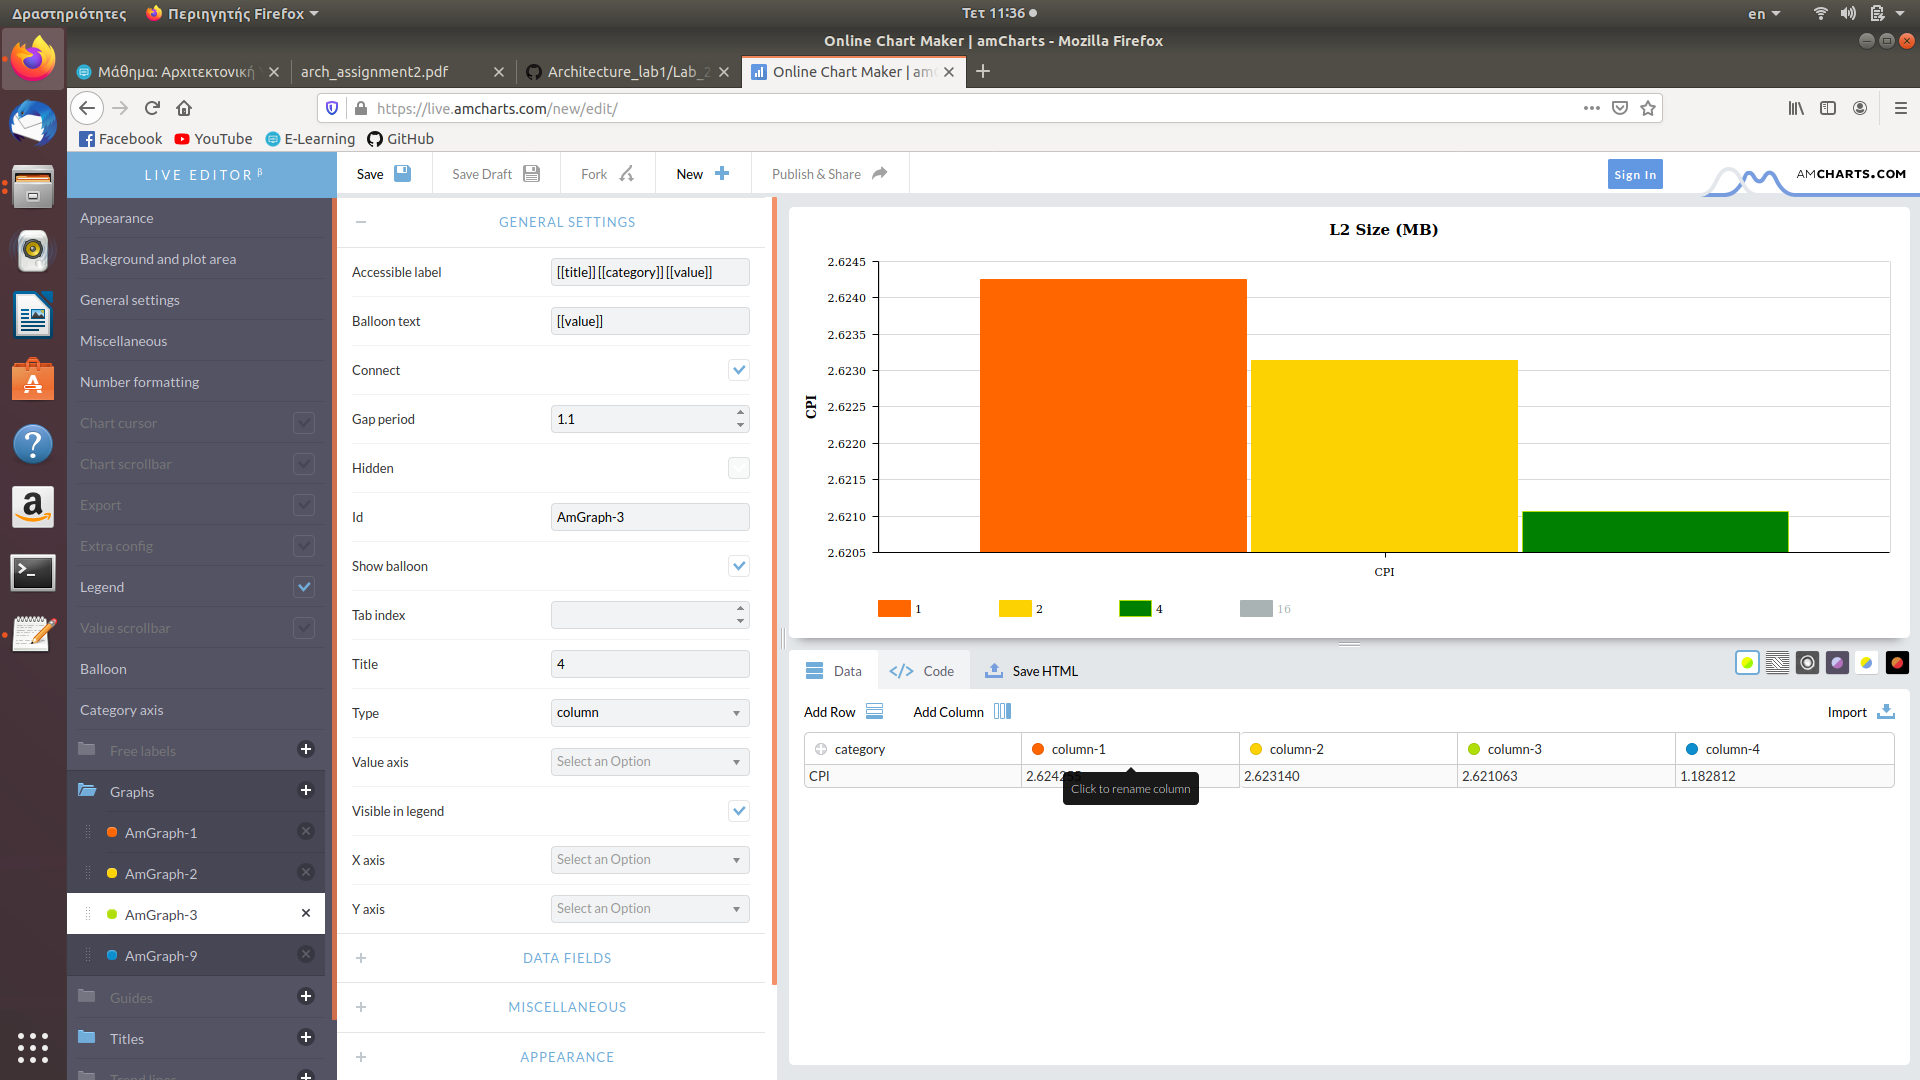 Δραστηριότητες
Περιηγητής Firefox
Τετ 11:36
en
Online Chart Maker | amCharts - Mozilla Firefox
Μάθημα: Αρχιτεκτονική
arch_assignment2.pdf
Architecture_lab1/Lab_2
Online Chart Maker | am
https://live.amcharts.com/new/edit/
Facebook
YouTube
E-Learning
GitHub
LIVE EDITOR β
Save
Save Draft
Fork
New
Publish & Share
Sign In
AMCHARTS.COM
Appearance
Background and plot area
General settings
Miscellaneous
Number formatting
Chart cursor
Chart scrollbar
Export
Extra config
Legend
Value scrollbar
Balloon
Category axis
Free labels
Graphs
AmGraph-1
AmGraph-2
AmGraph-3
AmGraph-9
Guides
Titles
Trend lines
GENERAL SETTINGS
Accessible label
[[title]] [[category]] [[value]]
Balloon text
[[value]]
Connect
Gap period
1.1
Hidden
Id
AmGraph-3
Show balloon
Tab index
Title
4
Type
column
Value axis
Select an Option
Visible in legend
X axis
Select an Option
Y axis
Select an Option
DATA FIELDS
MISCELLANEOUS
APPEARANCE
L2 Size (MB)
2.6245
2.6240
2.6235
2.6230
2.6225
2.6220
2.6215
2.6210
2.6205
CPI
CPI
1
2
4
16
Data
Code
Save HTML
Add Row
Add Column
Import
category
column-1
column-2
column-3
column-4
CPI
2.624255
2.623140
2.621063
1.182812
Click to rename column